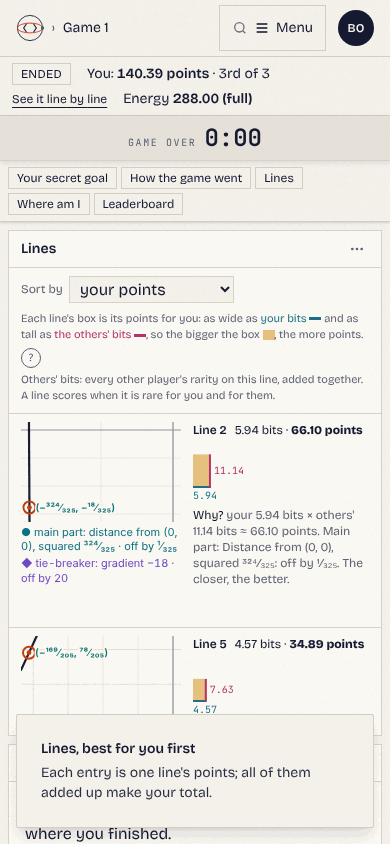 Game 1
Menu
BO
ENDED You: 140.39 points · 3rd of 3
See it line by line Energy 288.00 (full)
GAME OVER 0:00
Your secret goal How the game went Lines
Where am I Leaderboard
Lines
Sort by your points
Each line's box is its points for you: as wide as your bits and as
tall as the others' bits, so the bigger the box, the more points.
?
Others' bits: every other player's rarity on this line, added together.
A line scores when it is rare for you and for them.
(−³²⁴⁄₃₂₅, −¹⁸⁄₃₂₅)
main part: distance from (0,
0), squared ³²⁴⁄₃₂₅ · off by ¹⁄₃₂₅
tie-breaker: gradient −18 ·
off by 20
Line 2 5.94 bits · 66.10 points
11.14
5.94
Why? your 5.94 bits × others'
11.14 bits ≈ 66.10 points. Main
part: Distance from (0, 0),
squared ³²⁴⁄₃₂₅: off by ¹⁄₃₂₅. The
closer, the better.
Line 5 4.57 bits · 34.89 points
7.63
4.57
Lines, best for you first
Each entry is one line's points; all of them
added up make your total.
where you finished.